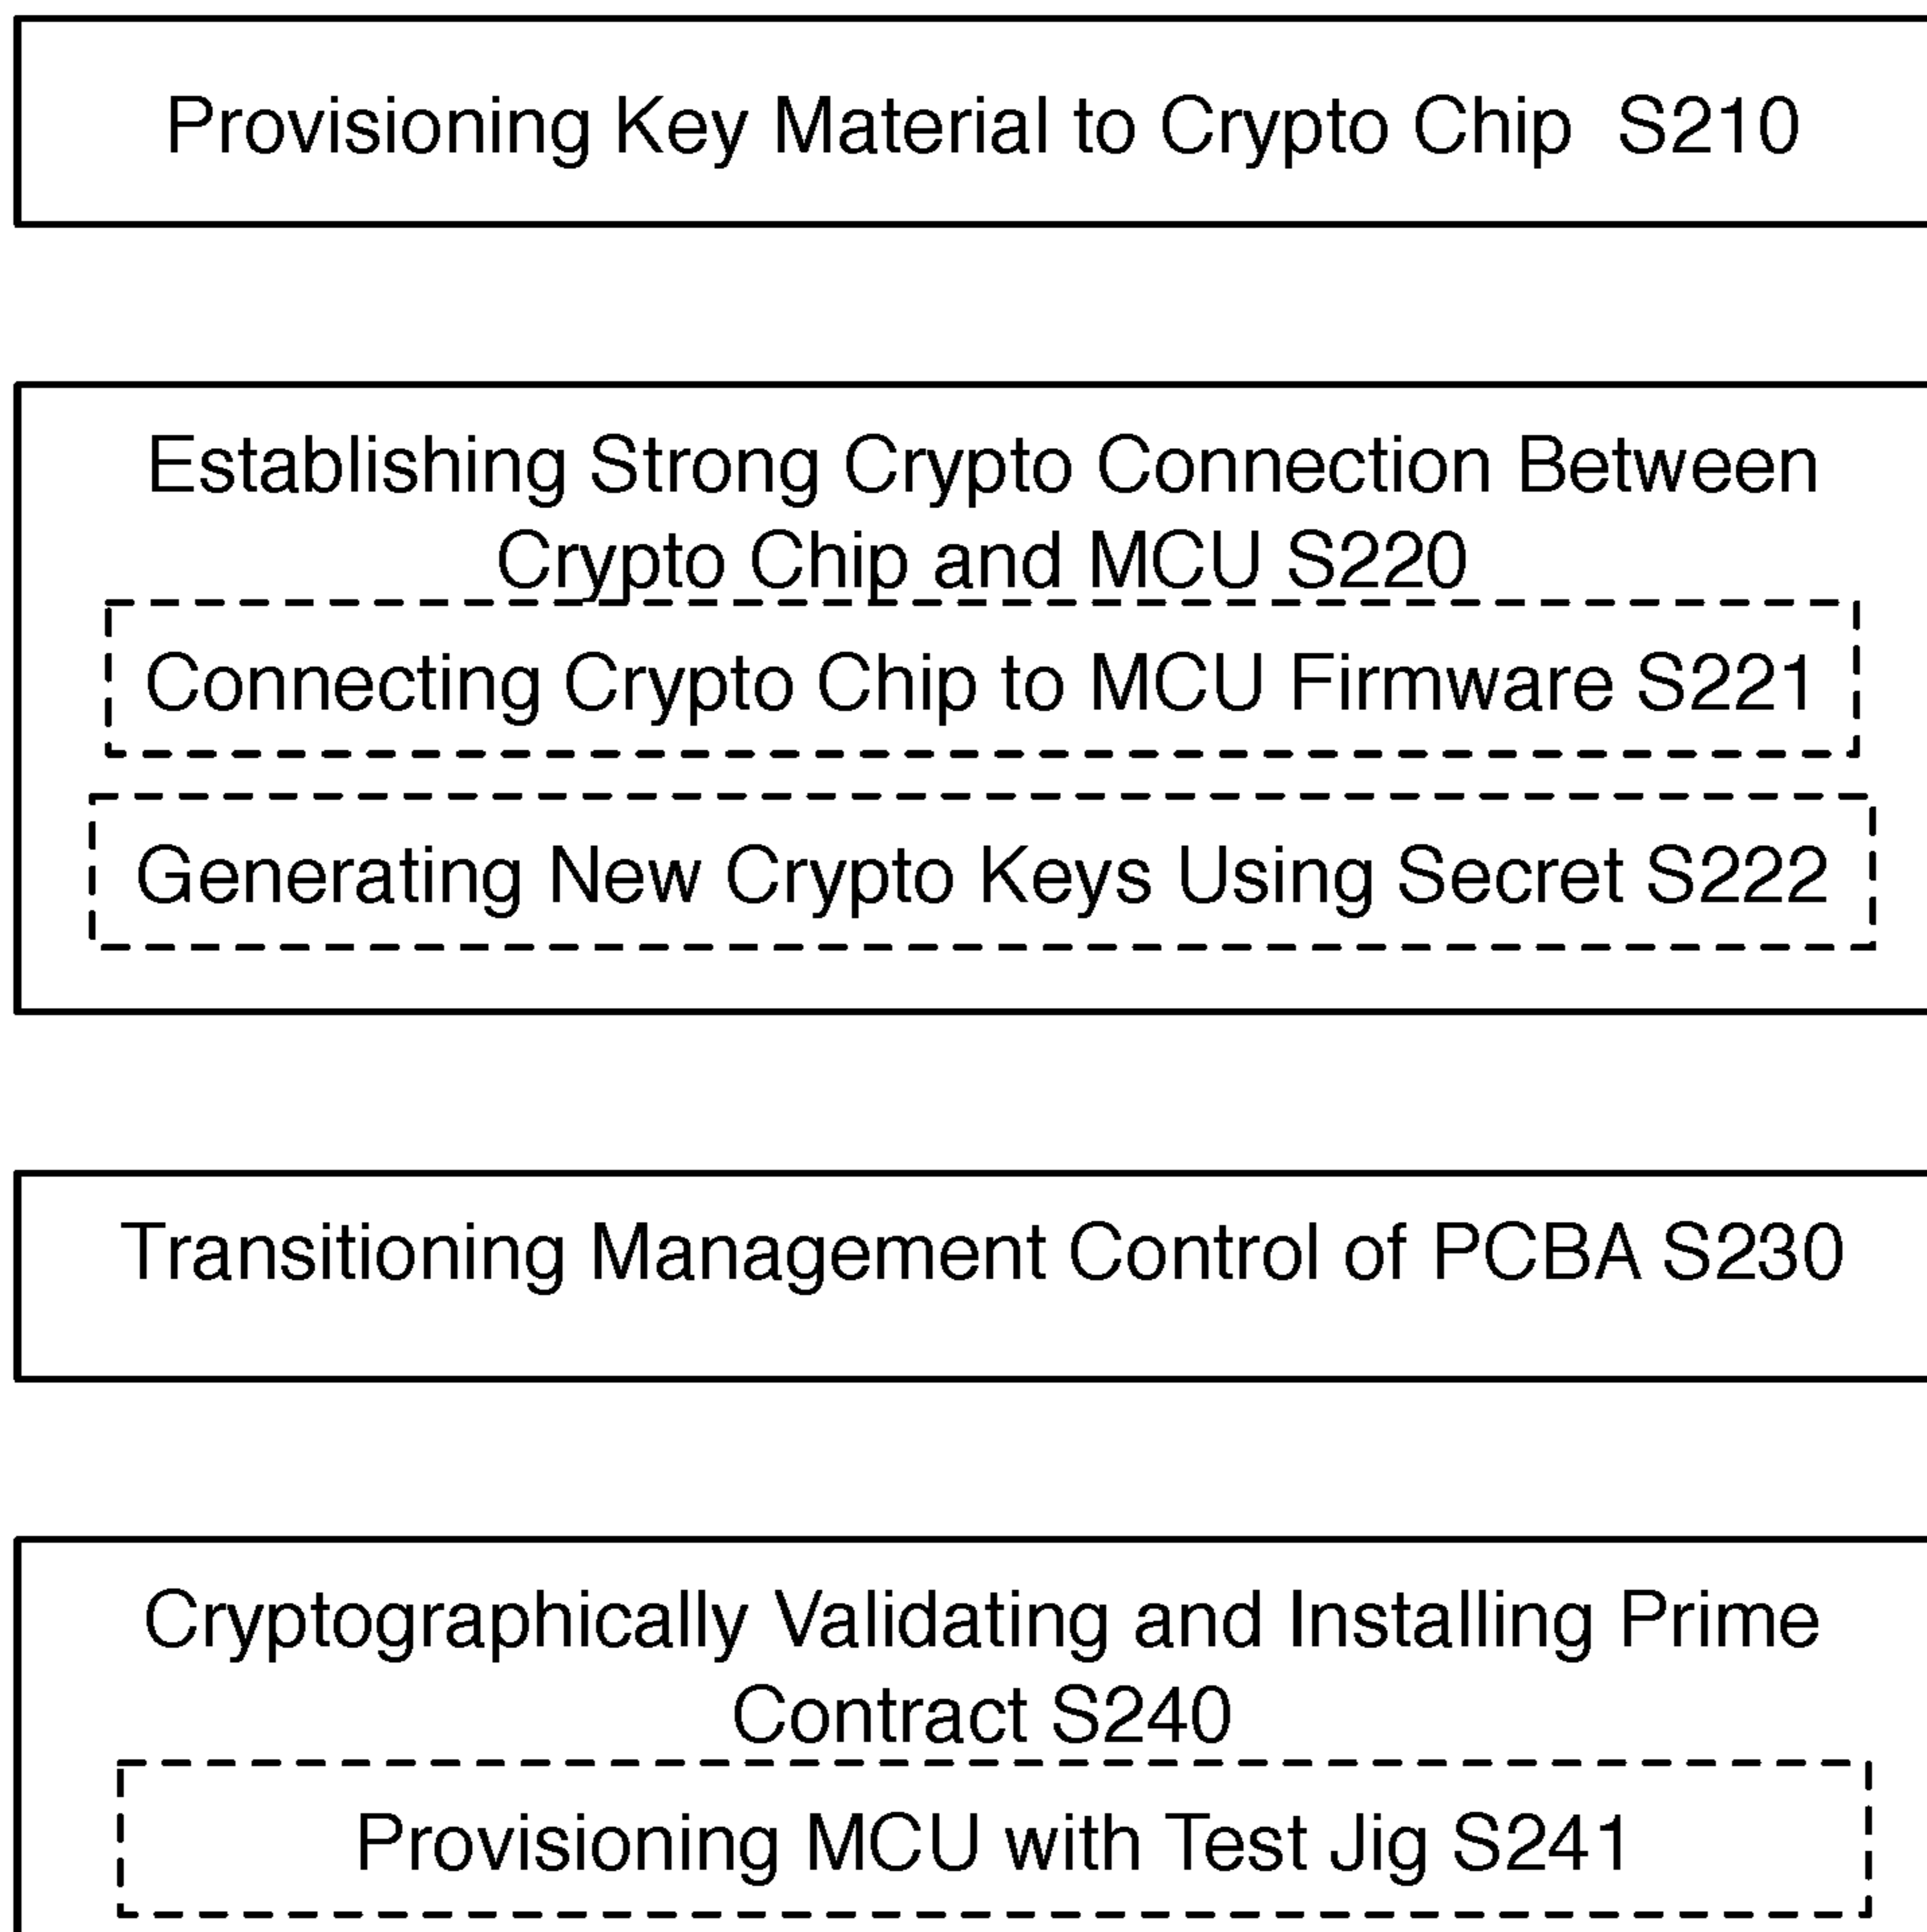 Provisioning Key Material to Crypto Chip S210
Establishing Strong Crypto Connection Between
Crypto Chip and MCU S220
Connecting Crypto Chip to MCU Firmware S221
Generating New Crypto Keys Using Secret S222
Transitioning Management Control of PCBA S230
Cryptographically Validating and Installing Prime
Contract S240
Provisioning MCU with Test Jig S241